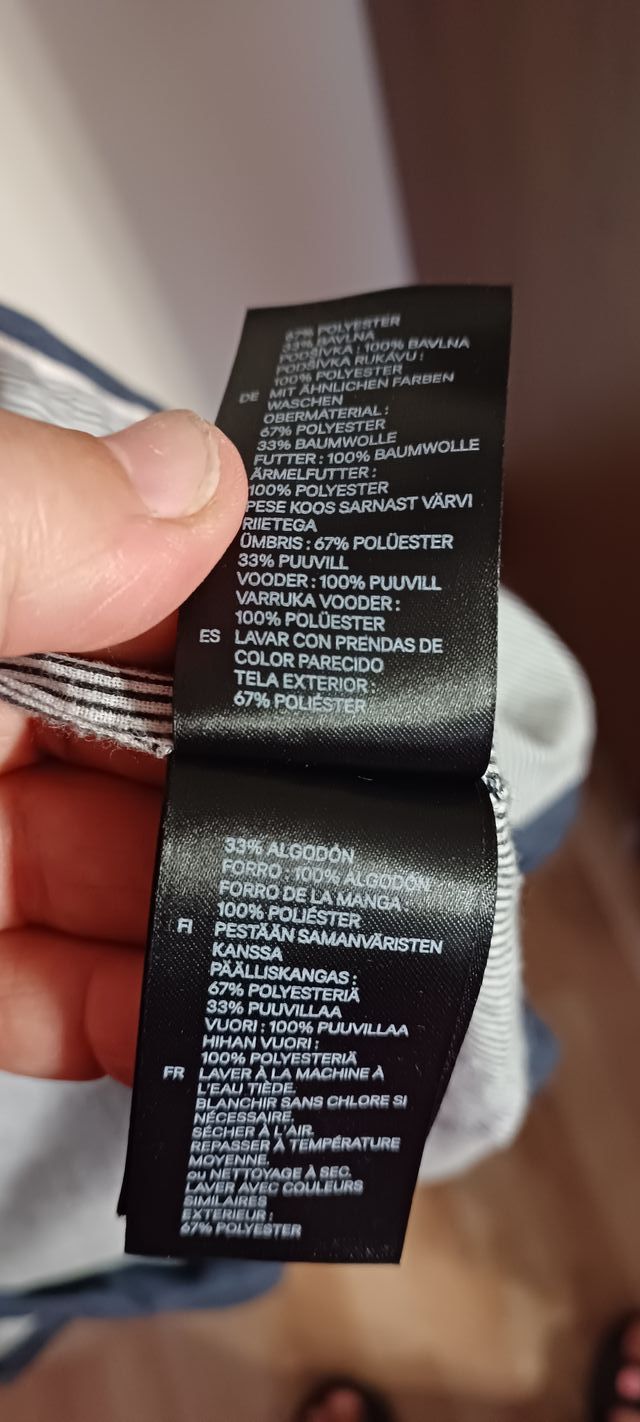 67% POLYESTER
33% BAVLNA
PODŠÍVKA : 100% BAVLNA
PODŠÍVKA RUKÁVU :
100% POLYESTER
DE MIT ÄHNLICHEN FARBEN
WASCHEN
OBERMATERIAL :
67% POLYESTER
33% BAUMWOLLE
FUTTER : 100% BAUMWOLLE
ÄRMELFUTTER :
100% POLYESTER
PESE KOOS SARNAST VÄRVI
RIIETEGA
ÜMBRIS : 67% POLÜESTER
33% PUUVILL
VOODER : 100% PUUVILL
VARRUKA VOODER :
100% POLÜESTER
ES LAVAR CON PRENDAS DE
COLOR PARECIDO
TELA EXTERIOR :
67% POLIÉSTER
33% ALGODÓN
FORRO : 100% ALGODÓN
FORRO DE LA MANGA :
100% POLIÉSTER
FI PESTÄÄN SAMANVÄRISTEN
KANSSA
PÄÄLLISKANGAS :
67% POLYESTERIÄ
33% PUUVILLAA
VUORI : 100% PUUVILLAA
HIHAN VUORI :
100% POLYESTERIÄ
FR LAVER À LA MACHINE À
L'EAU TIÈDE.
BLANCHIR SANS CHLORE SI
NÉCESSAIRE.
SÉCHER À L'AIR.
REPASSER À TEMPÉRATURE
MOYENNE.
ou NETTOYAGE À SEC.
LAVER AVEC COULEURS
SIMILAIRES
EXTERIEUR :
67% POLYESTER